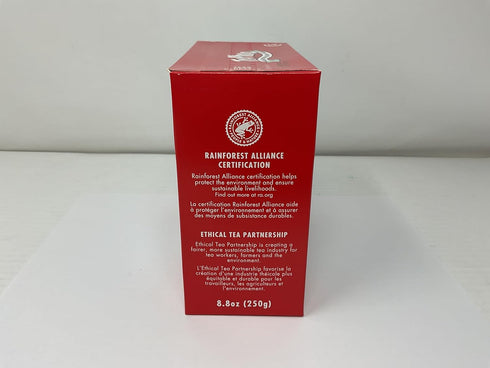 RAINFOREST ALLIANCE
PEOPLE & NATURE
RAINFOREST ALLIANCE
CERTIFICATION
Rainforest Alliance certification helps
protect the environment and ensure
sustainable livelihoods.
Find out more at ra.org
La certification Rainforest Alliance aide
à protéger l'environnement et à assurer
des moyens de subsistance durables.
ETHICAL TEA PARTNERSHIP
Ethical Tea Partnership is creating a
fairer, more sustainable tea industry for
tea workers, farmers and the
environment.
L'Ethical Tea Partnership favorise la
création d'une industrie théicole plus
équitable et durable pour les
travailleurs, les agriculteurs et
l'environnement.
8.8oz (250g)